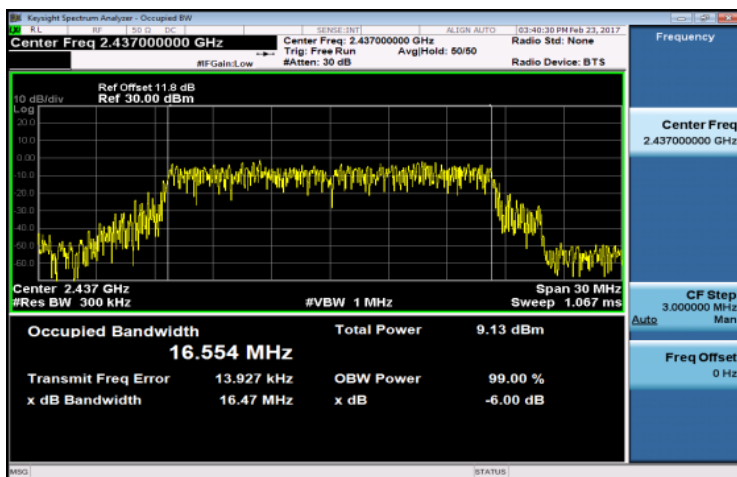 Keysight Spectrum Analyzer - Occupied BW
RL RF 50 Ω DC SENSE:INT ALIGN AUTO 03:40:30 PM Feb 23, 2017
Center Freq 2.437000000 GHz
Center Freq: 2.437000000 GHz
Radio Std: None
Trig: Free Run Avg|Hold: 50/50
#IFGain:Low #Atten: 30 dB Radio Device: BTS
Ref Offset 11.8 dB
10 dB/div Ref 30.00 dBm
Log
20.0
10.0
0.00
-10.0
-20.0
-30.0
-40.0
-50.0
-60.0
Center 2.437 GHz Span 30 MHz
#Res BW 300 kHz #VBW 1 MHz Sweep 1.067 ms
Occupied Bandwidth Total Power 9.13 dBm
16.554 MHz
Transmit Freq Error 13.927 kHz OBW Power 99.00 %
x dB Bandwidth 16.47 MHz x dB -6.00 dB
MSG STATUS
Frequency
Center Freq
2.437000000 GHz
CF Step
3.000000 MHz
Auto Man
Freq Offset
0 Hz